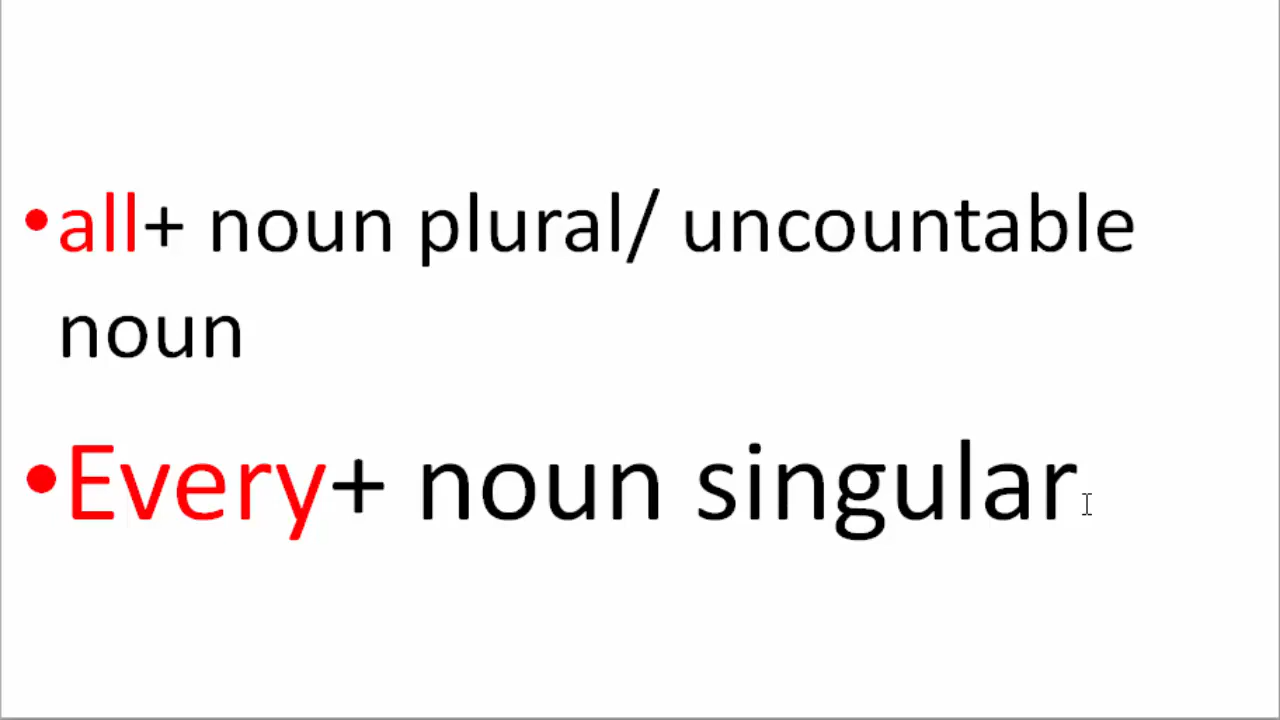 •all+ noun plural/ uncountable
noun
•Every+ noun singular